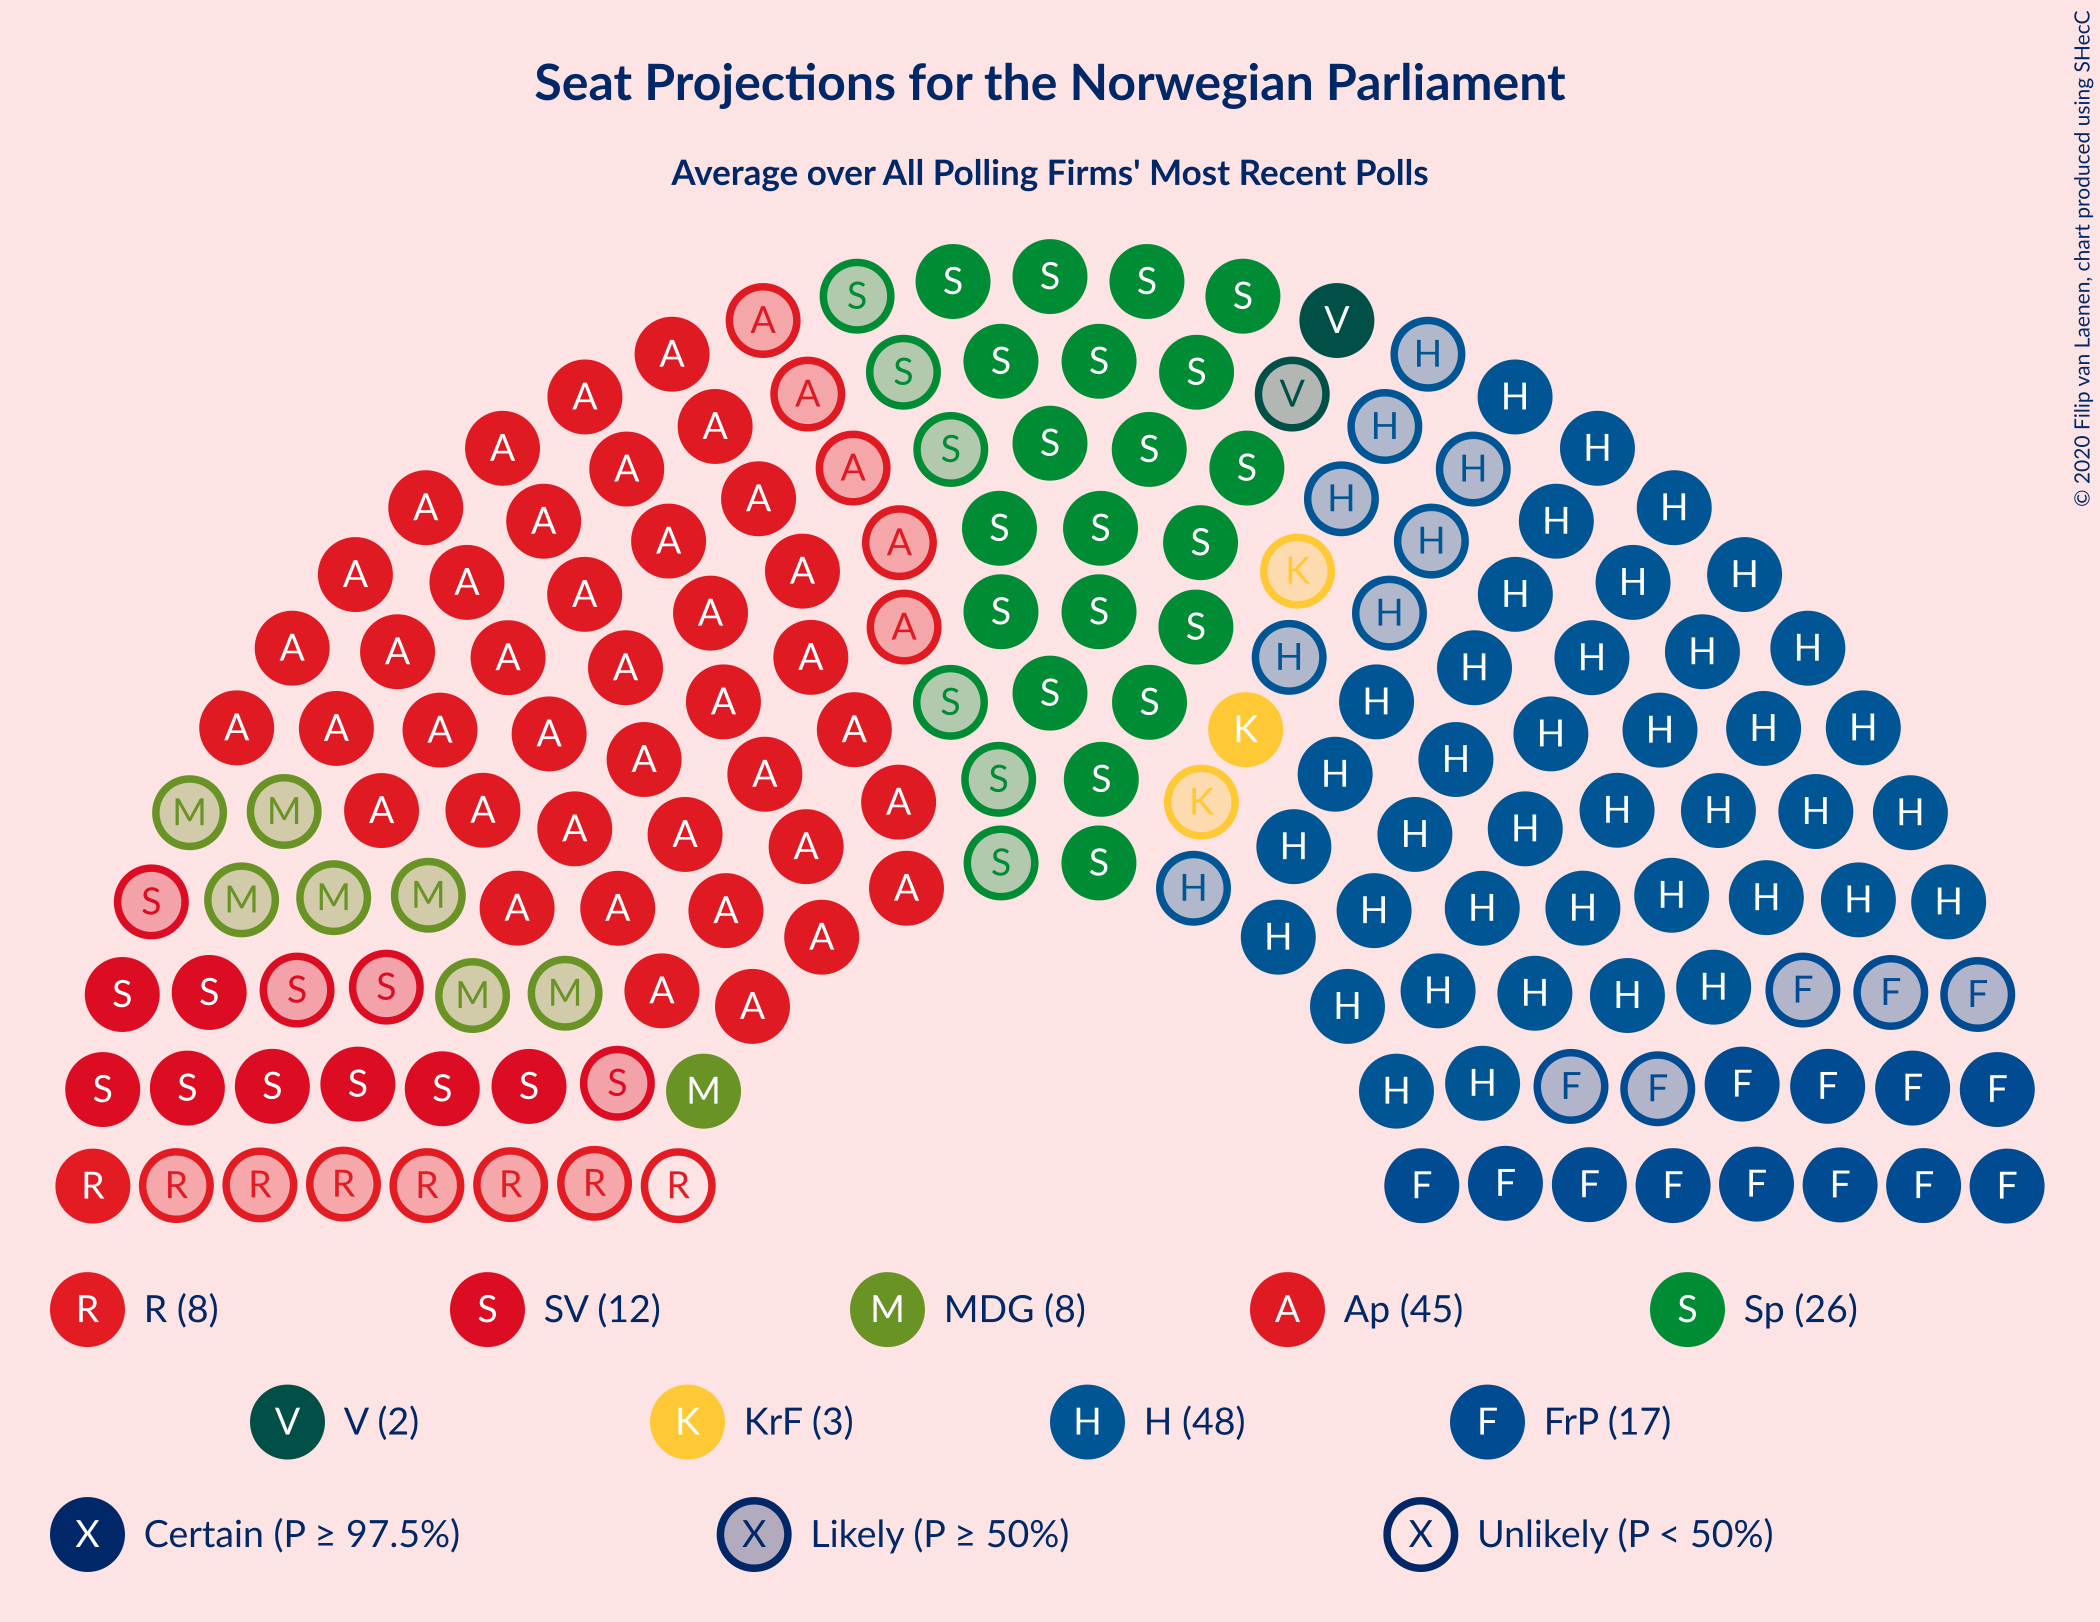 Seat Projections for the Norwegian Parliament
Average over All Polling Firms' Most Recent Polls
© 2020 Filip van Laenen, chart produced using SHecC
S S S S S
A V
A H
A A S S S S V H H
A A H H
A A A S S S S H H H
A A A H H H
A A A A S S S K H H H
A A A A S S S H H H H
A A A A A S S S K H H H H H
A A A A A A H H H H H H
M M A A A A A A S S K H H H H H H H
S M M M A A A A A S S H H H H H H H H
S S S S M M A A H H H H H F F F
S S S S S S S M H H F F F F F F
R R R R R R R R F F F F F F F F
R R (8) S SV (12) M MDG (8) A Ap (45) S Sp (26)
V V (2) K KrF (3) H H (48) F FrP (17)
X Certain (P ≥ 97.5%) X Likely (P ≥ 50%) X Unlikely (P < 50%)